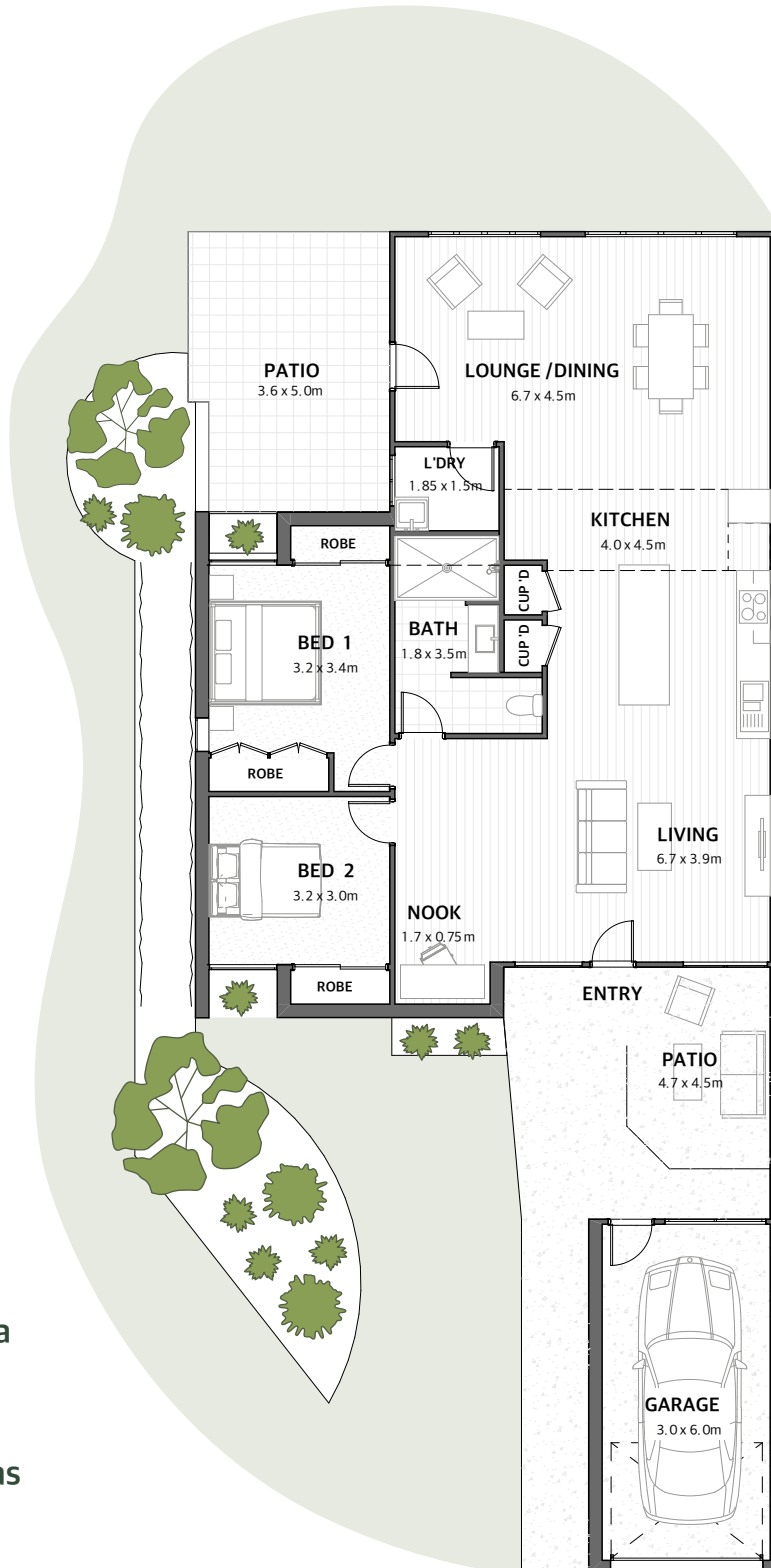 PATIO
3.6 x 5.0m
LOUNGE /DINING
6.7 x 4.5m
L'DRY
1.85 x 1.5m
KITCHEN
4.0 x 4.5m
ROBE
CUP'D
CUP'D
BATH
1.8 x 3.5m
BED 1
3.2 x 3.4m
ROBE
LIVING
6.7 x 3.9m
BED 2
3.2 x 3.0m
NOOK
1.7 x 0.75m
ROBE
ENTRY
PATIO
4.7 x 4.5m
a
GARAGE
3.0 x 6.0m
ns